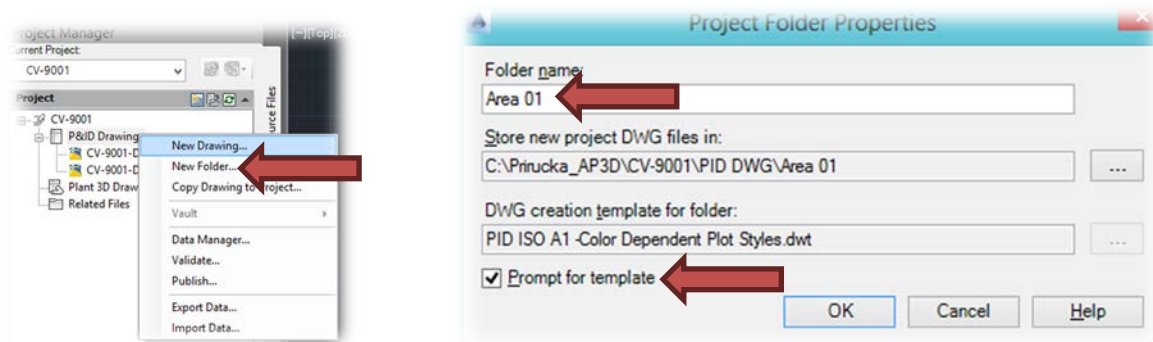 Project Manager
Current Project:
CV-9001
Project
CV-9001
P&ID Drawing
CV-9001-D
CV-9001-D
Plant 3D Draw
Related Files
New Drawing...
New Folder...
Copy Drawing to Project...
Vault
Data Manager...
Validate...
Publish...
Export Data...
Import Data...
Source Files
[-][Top][2D
Project Folder Properties
Folder name:
Area 01
Store new project DWG files in:
C:\Prirucka_AP3D\CV-9001\PID DWG\Area 01
...
DWG creation template for folder:
PID ISO A1 -Color Dependent Plot Styles.dwt
...
Prompt for template
OK
Cancel
Help